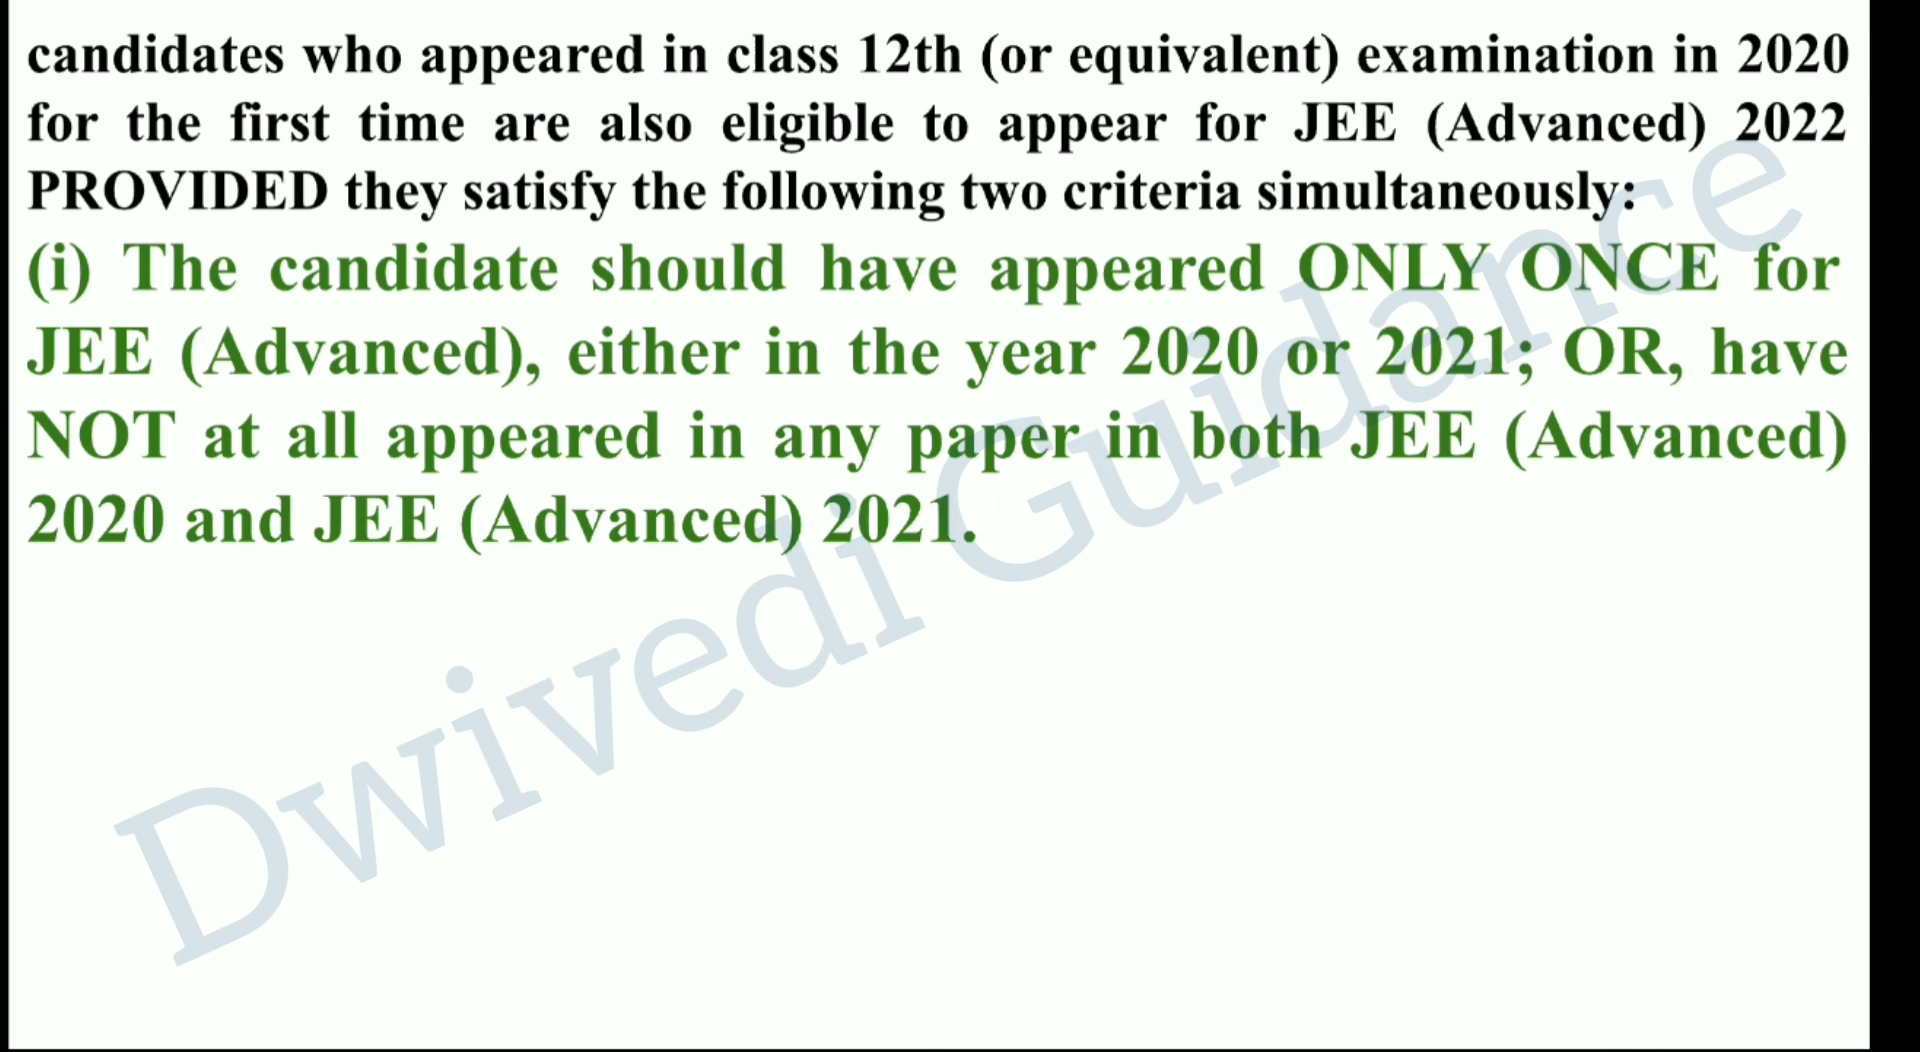 candidates who appeared in class 12th (or equivalent) examination in 2020
for the first time are also eligible to appear for JEE (Advanced) 2022
PROVIDED they satisfy the following two criteria simultaneously:
(i) The candidate should have appeared ONLY ONCE for
JEE (Advanced), either in the year 2020 or 2021; OR, have
NOT at all appeared in any paper in both JEE (Advanced)
2020 and JEE (Advanced) 2021.
Dwivedi Guidance